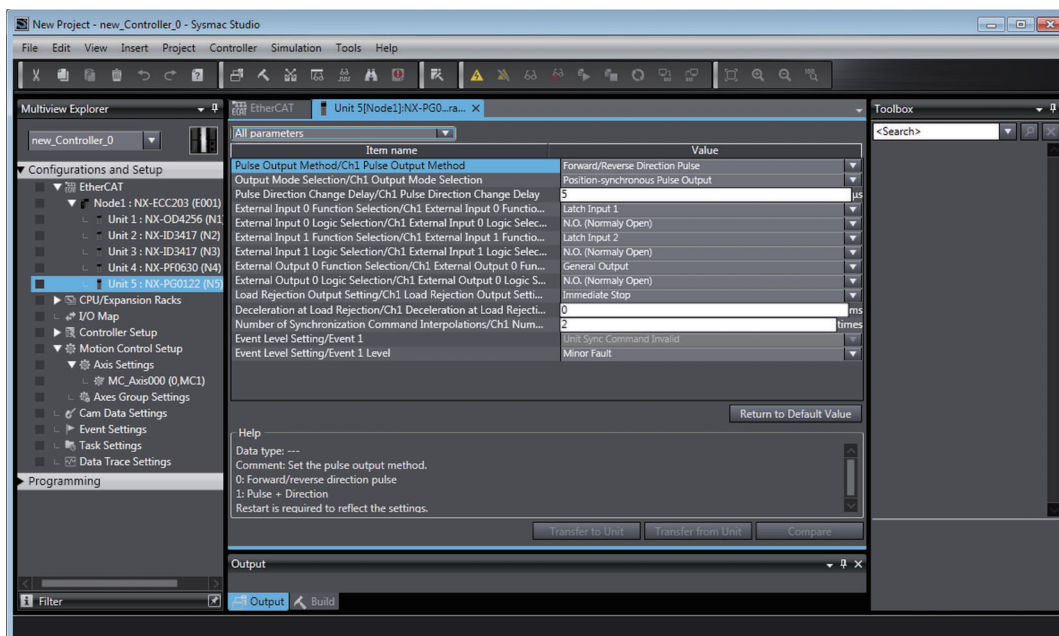 New Project - new_Controller_0 - Sysmac Studio
File Edit View Insert Project Controller Simulation Tools Help
Multiview Explorer
new_Controller_0
Configurations and Setup
EtherCAT
Node1 : NX-ECC203 (E001)
Unit 1 : NX-OD4256 (N1
Unit 2 : NX-ID3417 (N2)
Unit 3 : NX-ID3417 (N3)
Unit 4 : NX-PF0630 (N4)
Unit 5 : NX-PG0122 (N5)
CPU/Expansion Racks
I/O Map
Controller Setup
Motion Control Setup
Axis Settings
MC_Axis000 (0,MC1)
Axes Group Settings
Cam Data Settings
Event Settings
Task Settings
Data Trace Settings
Programming
Filter
EtherCAT Unit 5[Node1]:NX-PG0...ra...
All parameters
Item name Value
Pulse Output Method/Ch1 Pulse Output Method Forward/Reverse Direction Pulse
Output Mode Selection/Ch1 Output Mode Selection Position-synchronous Pulse Output
Pulse Direction Change Delay/Ch1 Pulse Direction Change Delay 5 μs
External Input 0 Function Selection/Ch1 External Input 0 Functio... Latch Input 1
External Input 0 Logic Selection/Ch1 External Input 0 Logic Selec... N.O. (Normaly Open)
External Input 1 Function Selection/Ch1 External Input 1 Functio... Latch Input 2
External Input 1 Logic Selection/Ch1 External Input 1 Logic Selec... N.O. (Normaly Open)
External Output 0 Function Selection/Ch1 External Output 0 Fun... General Output
External Output 0 Logic Selection/Ch1 External Output 0 Logic S... N.O. (Normaly Open)
Load Rejection Output Setting/Ch1 Load Rejection Output Setti... Immediate Stop
Deceleration at Load Rejection/Ch1 Deceleration at Load Rejecti... 0 ms
Number of Synchronization Command Interpolations/Ch1 Num... 2 times
Event Level Setting/Event 1 Unit Sync Command Invalid
Event Level Setting/Event 1 Level Minor Fault
Return to Default Value
Help
Data type: ---
Comment: Set the pulse output method.
0: Forward/reverse direction pulse
1: Pulse + Direction
Restart is required to reflect the settings.
Transfer to Unit Transfer from Unit Compare
Output
Output Build
Toolbox
<Search>